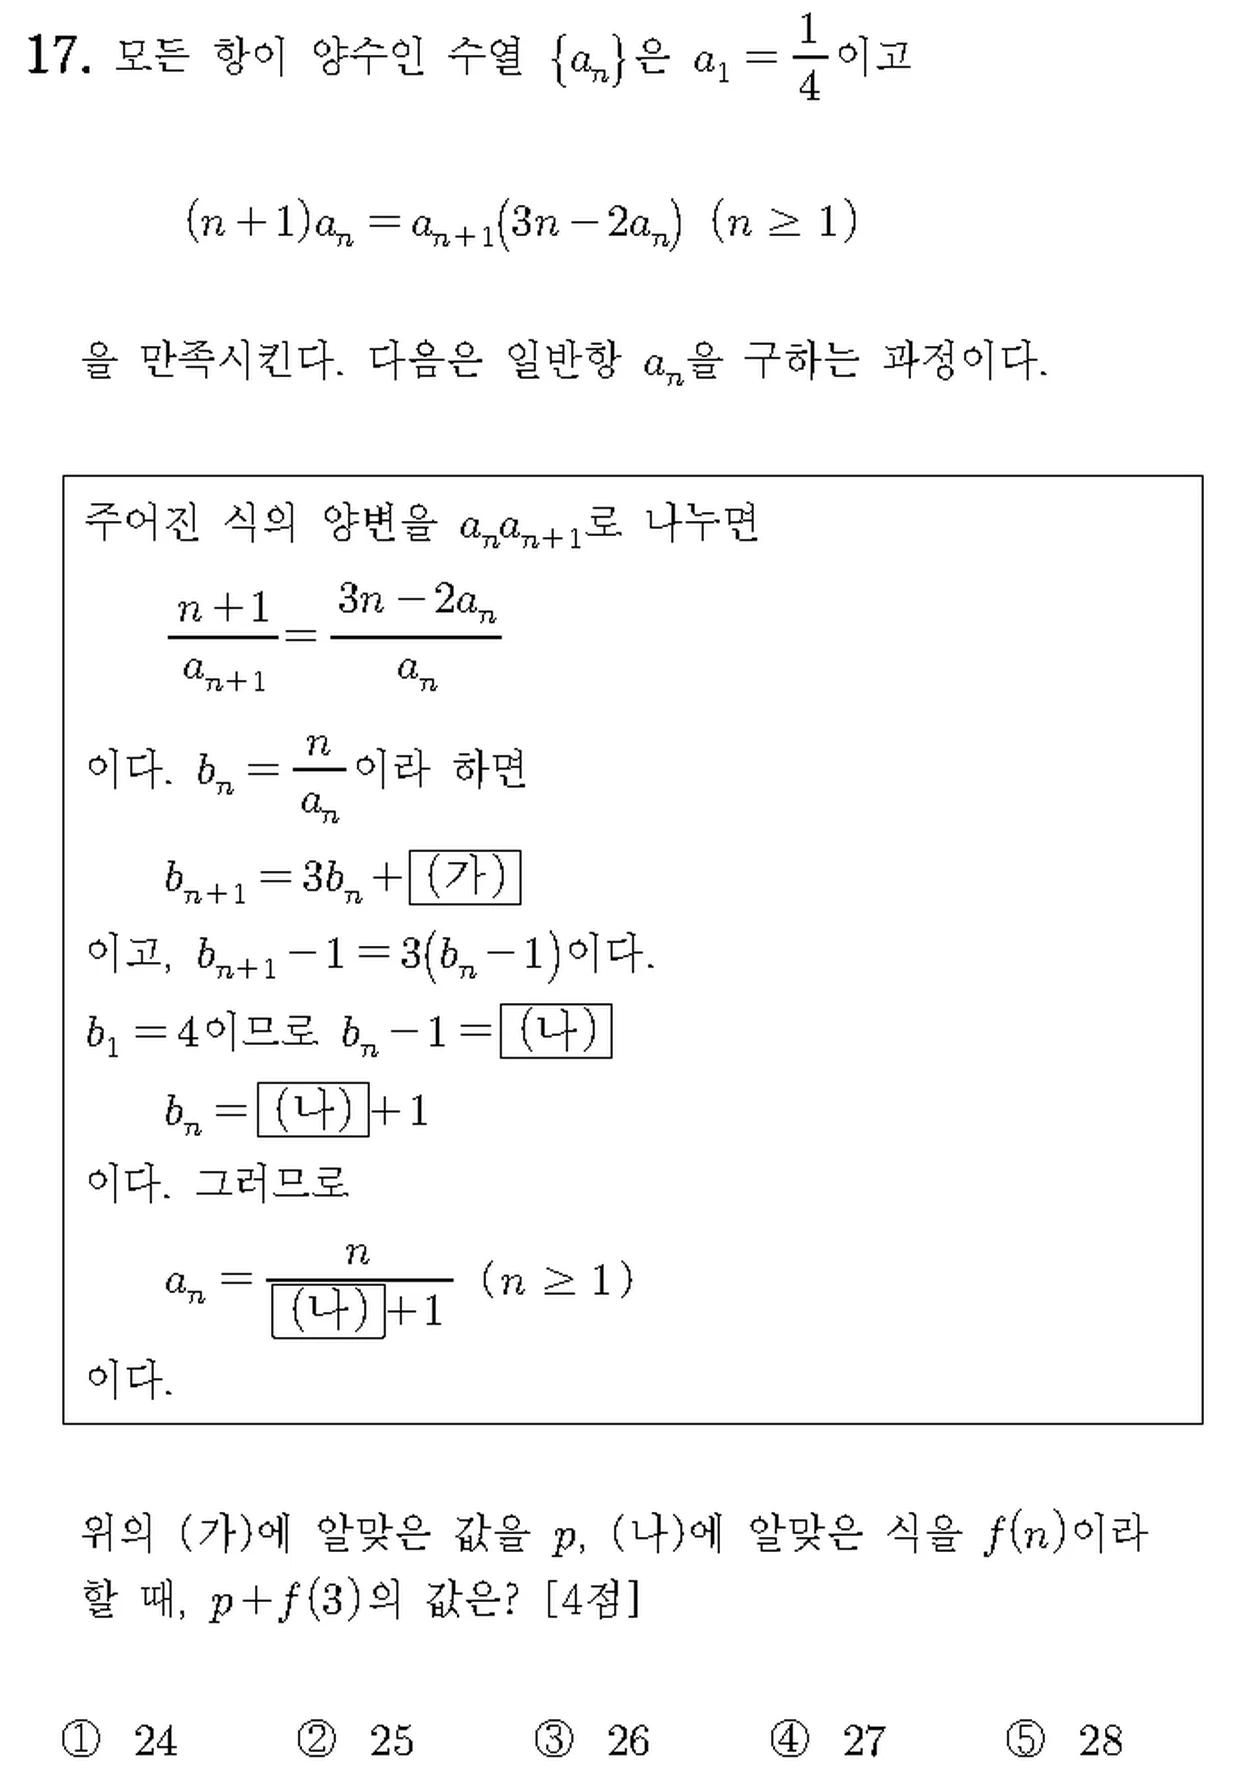 17. 모든 항이 양수인 수열 {aₙ}은 a₁ = 1/4 이고
(n+1)aₙ = aₙ₊₁(3n − 2aₙ) (n ≥ 1)
을 만족시킨다. 다음은 일반항 aₙ을 구하는 과정이다.
주어진 식의 양변을 aₙaₙ₊₁로 나누면
(n+1)/aₙ₊₁ = (3n − 2aₙ)/aₙ
이다. bₙ = n/aₙ 이라 하면
bₙ₊₁ = 3bₙ + (가)
이고, bₙ₊₁ − 1 = 3(bₙ − 1)이다.
b₁ = 4이므로 bₙ − 1 = (나)
bₙ = (나) + 1
이다. 그러므로
aₙ = n/((나) + 1) (n ≥ 1)
이다.
위의 (가)에 알맞은 값을 p, (나)에 알맞은 식을 f(n)이라
할 때, p + f(3)의 값은? [4점]
① 24 ② 25 ③ 26 ④ 27 ⑤ 28